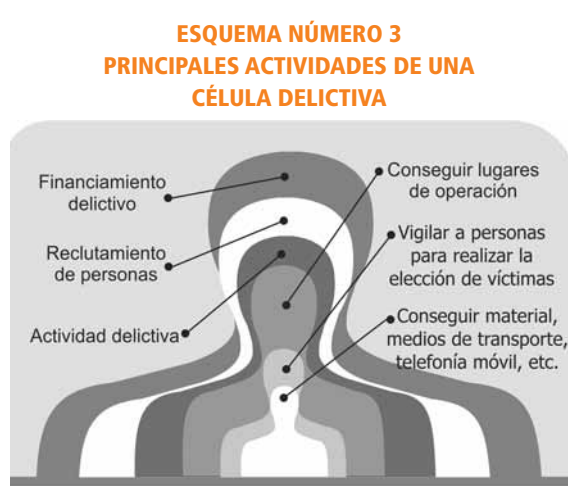 ESQUEMA NÚMERO 3
PRINCIPALES ACTIVIDADES DE UNA
CÉLULA DELICTIVA
Financiamiento
delictivo
Reclutamiento
de personas
Actividad delictiva
Conseguir lugares
de operación
Vigilar a personas
para realizar la
elección de víctimas
Conseguir material,
medios de transporte,
telefonía móvil, etc.